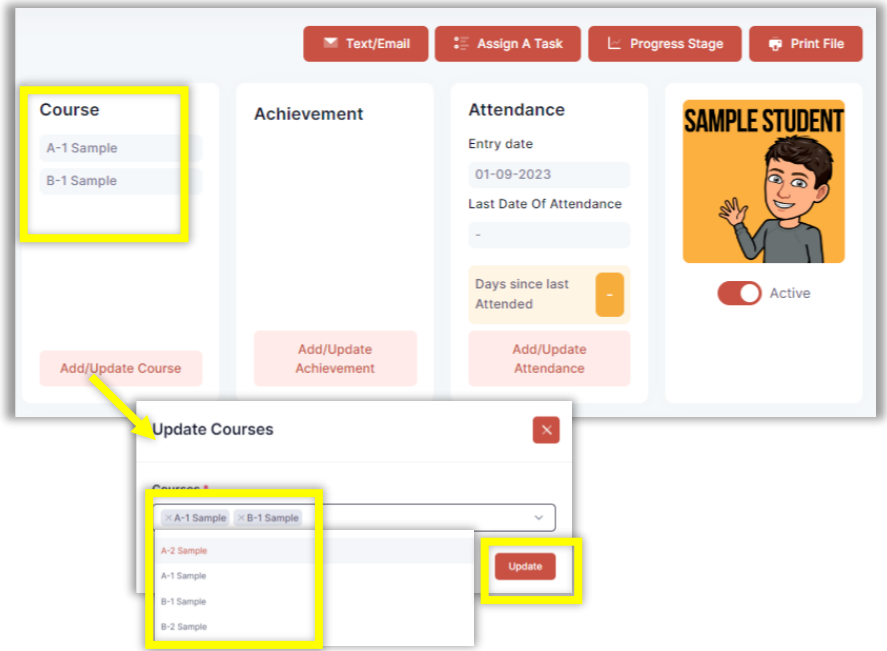 Text/Email
Assign A Task
Progress Stage
Print File
Course
A-1 Sample
B-1 Sample
Add/Update Course
Achievement
Add/Update
Achievement
Attendance
Entry date
01-09-2023
Last Date Of Attendance
-
Days since last
Attended
-
Add/Update
Attendance
SAMPLE STUDENT
Active
Update Courses
Courses *
A-1 Sample
B-1 Sample
A-2 Sample
A-1 Sample
B-1 Sample
B-2 Sample
Update